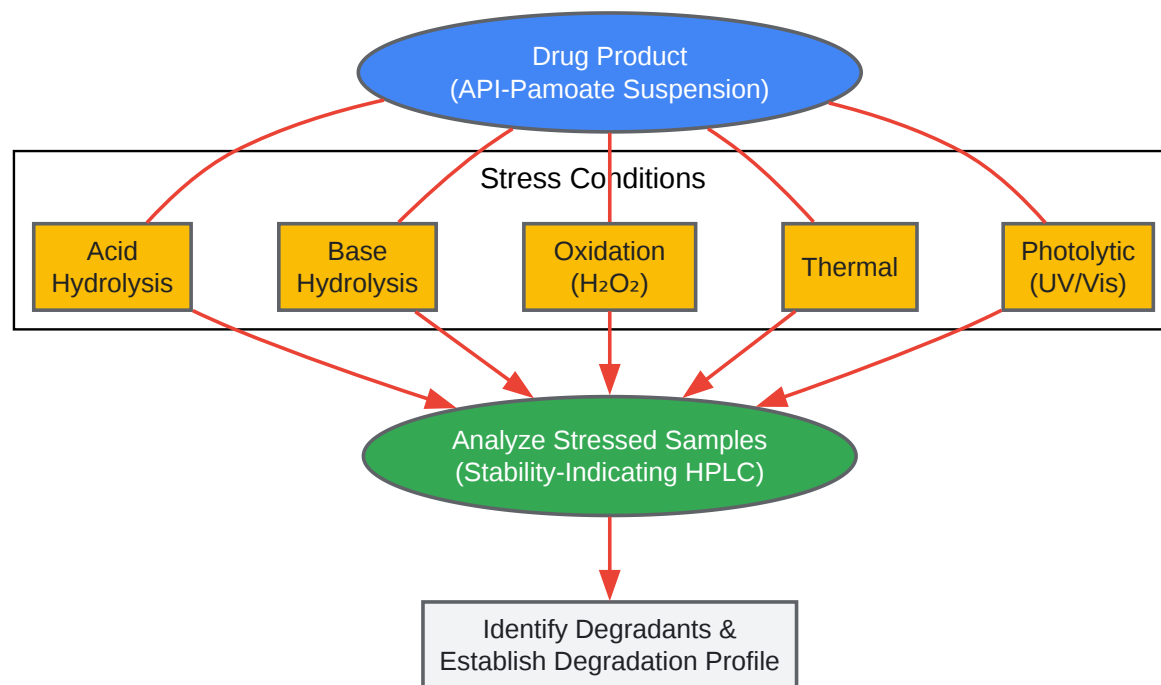 Drug Product
(API-Pamoate Suspension)
Stress Conditions
Acid
Hydrolysis
Base
Hydrolysis
Oxidation
(H₂O₂)
Thermal
Photolytic
(UV/Vis)
Analyze Stressed Samples
(Stability-Indicating HPLC)
Identify Degradants &
Establish Degradation Profile